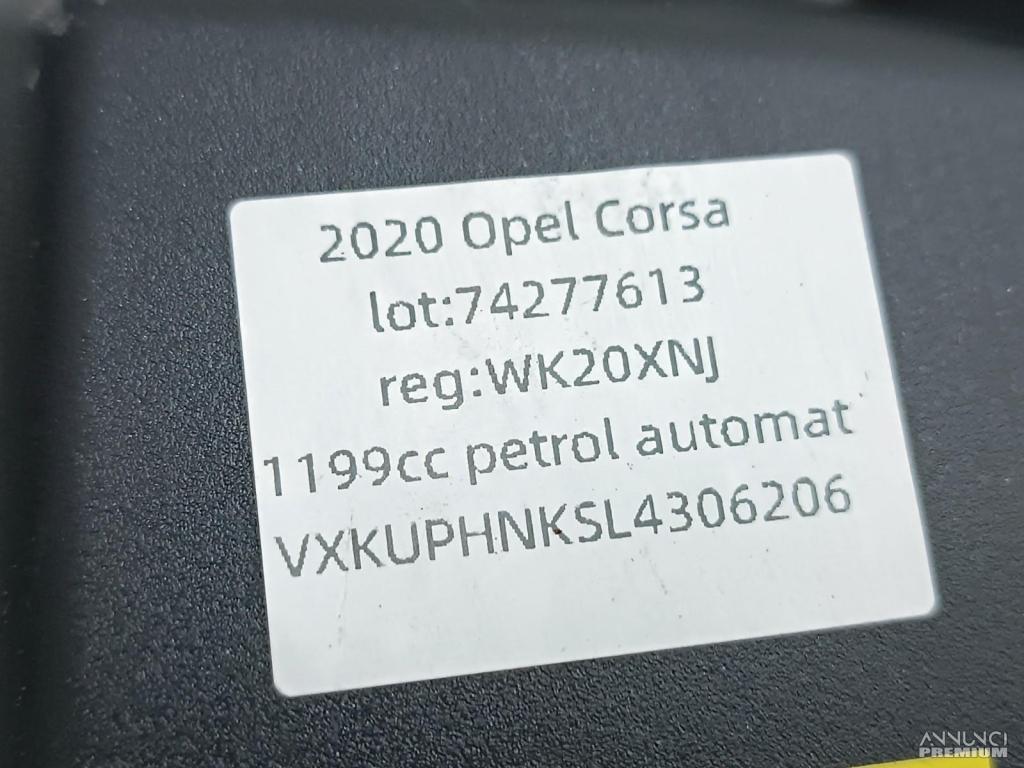 2020 Opel Corsa
lot:74277613
reg:WK20XNJ
1199cc petrol automat
VXKUPHNKSL4306206
ANNUNCI
PREMIUM